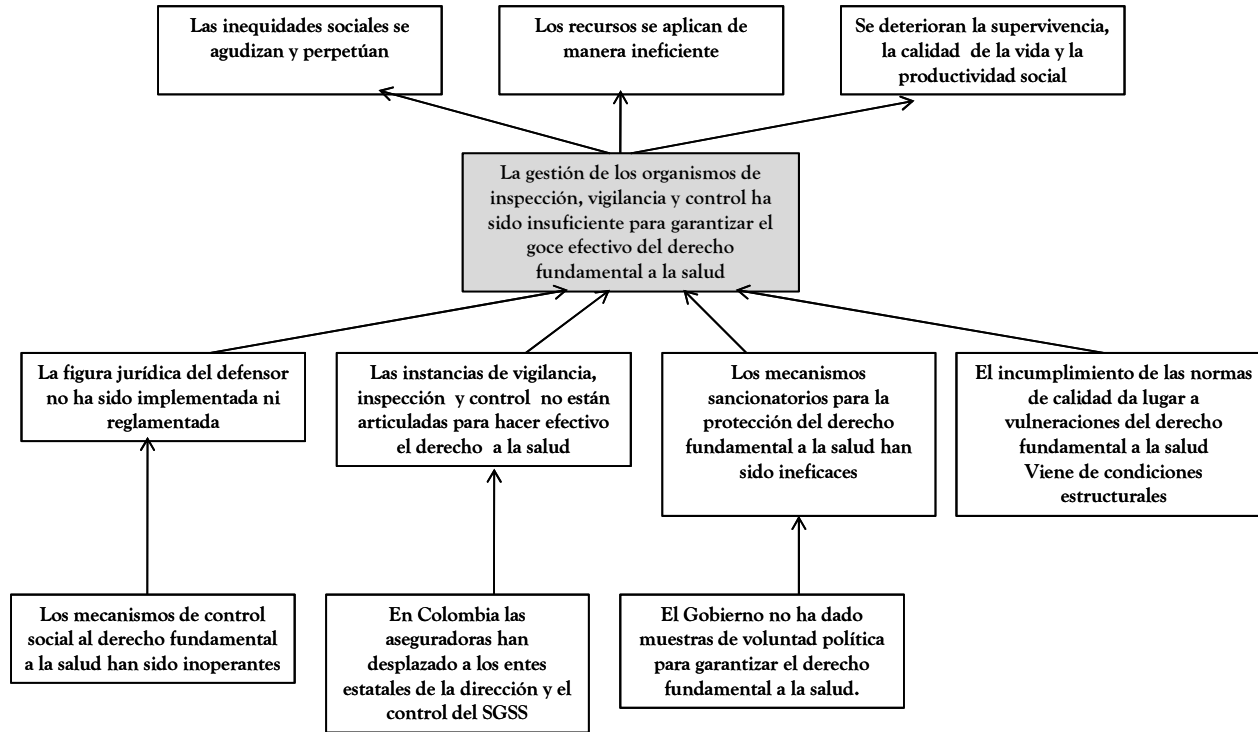 Las inequidades sociales se
agudizan y perpetúan
Los recursos se aplican de
manera ineficiente
Se deterioran la supervivencia,
la calidad de la vida y la
productividad social
La gestión de los organismos de
inspección, vigilancia y control ha
sido insuficiente para garantizar el
goce efectivo del derecho
fundamental a la salud
La figura jurídica del defensor
no ha sido implementada ni
reglamentada
Las instancias de vigilancia,
inspección y control no están
articuladas para hacer efectivo
el derecho a la salud
Los mecanismos
sancionatorios para la
protección del derecho
fundamental a la salud han
sido ineficaces
El incumplimiento de las normas
de calidad da lugar a
vulneraciones del derecho
fundamental a la salud
Viene de condiciones
estructurales
Los mecanismos de control
social al derecho fundamental
a la salud han sido inoperantes
En Colombia las
aseguradoras han
desplazado a los entes
estatales de la dirección y el
control del SGSS
El Gobierno no ha dado
muestras de voluntad política
para garantizar el derecho
fundamental a la salud.